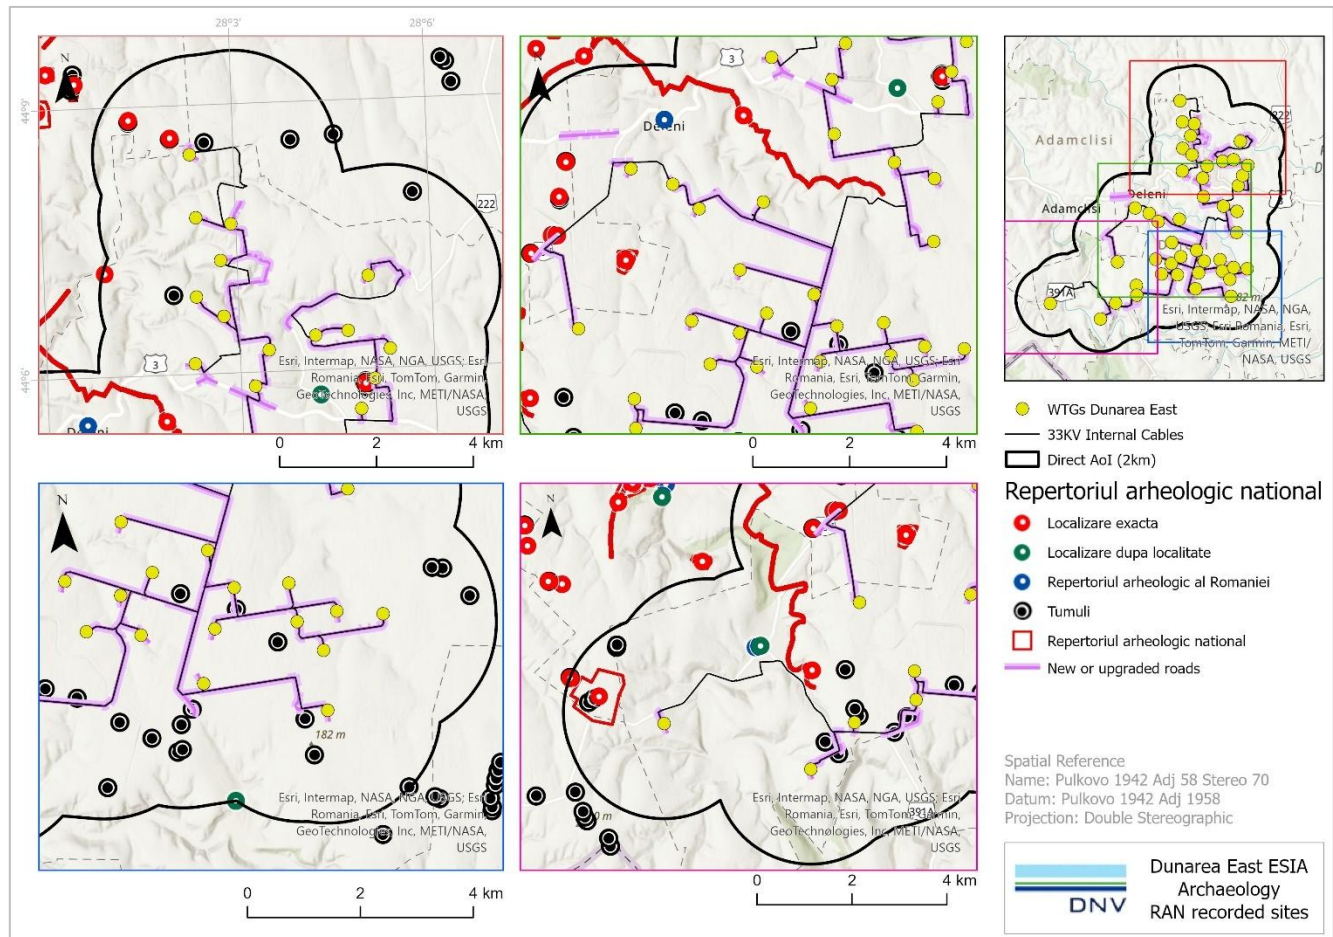 28°3'
28°6'
44°9'
44°6'
N
222
3
Deleni
Esri, Intermap, NASA, NGA, USGS; Esri
Romania, Esri, TomTom, Garmin,
GeoTechnologies, Inc, METI/NASA,
USGS
0 2 4 km
N
3
Deleni
Esri, Intermap, NASA, NGA, USGS; Esri
Romania, Esri, TomTom, Garmin,
GeoTechnologies, Inc, METI/NASA,
USGS
0 2 4 km
Adamclisi
222
Deleni
Adamclisi
3
391A
82 m
Esri, Intermap, NASA, NGA,
USGS; Esri Romania, Esri,
TomTom, Garmin, METI/
NASA, USGS
N
182 m
Esri, Intermap, NASA, NGA, USGS; Esri
Romania, Esri, TomTom, Garmin,
GeoTechnologies, Inc, METI/NASA,
USGS
0 2 4 km
N
391A
Esri, Intermap, NASA, NGA, USGS; Esri
Romania, Esri, TomTom, Garmin,
GeoTechnologies, Inc, METI/NASA,
USGS
0 2 4 km
WTGs Dunarea East
33KV Internal Cables
Direct AoI (2km)
Repertoriul arheologic national
Localizare exacta
Localizare dupa localitate
Repertoriul arheologic al Romaniei
Tumuli
Repertoriul arheologic national
New or upgraded roads
Spatial Reference
Name: Pulkovo 1942 Adj 58 Stereo 70
Datum: Pulkovo 1942 Adj 1958
Projection: Double Stereographic
DNV
Dunarea East ESIA
Archaeology
RAN recorded sites